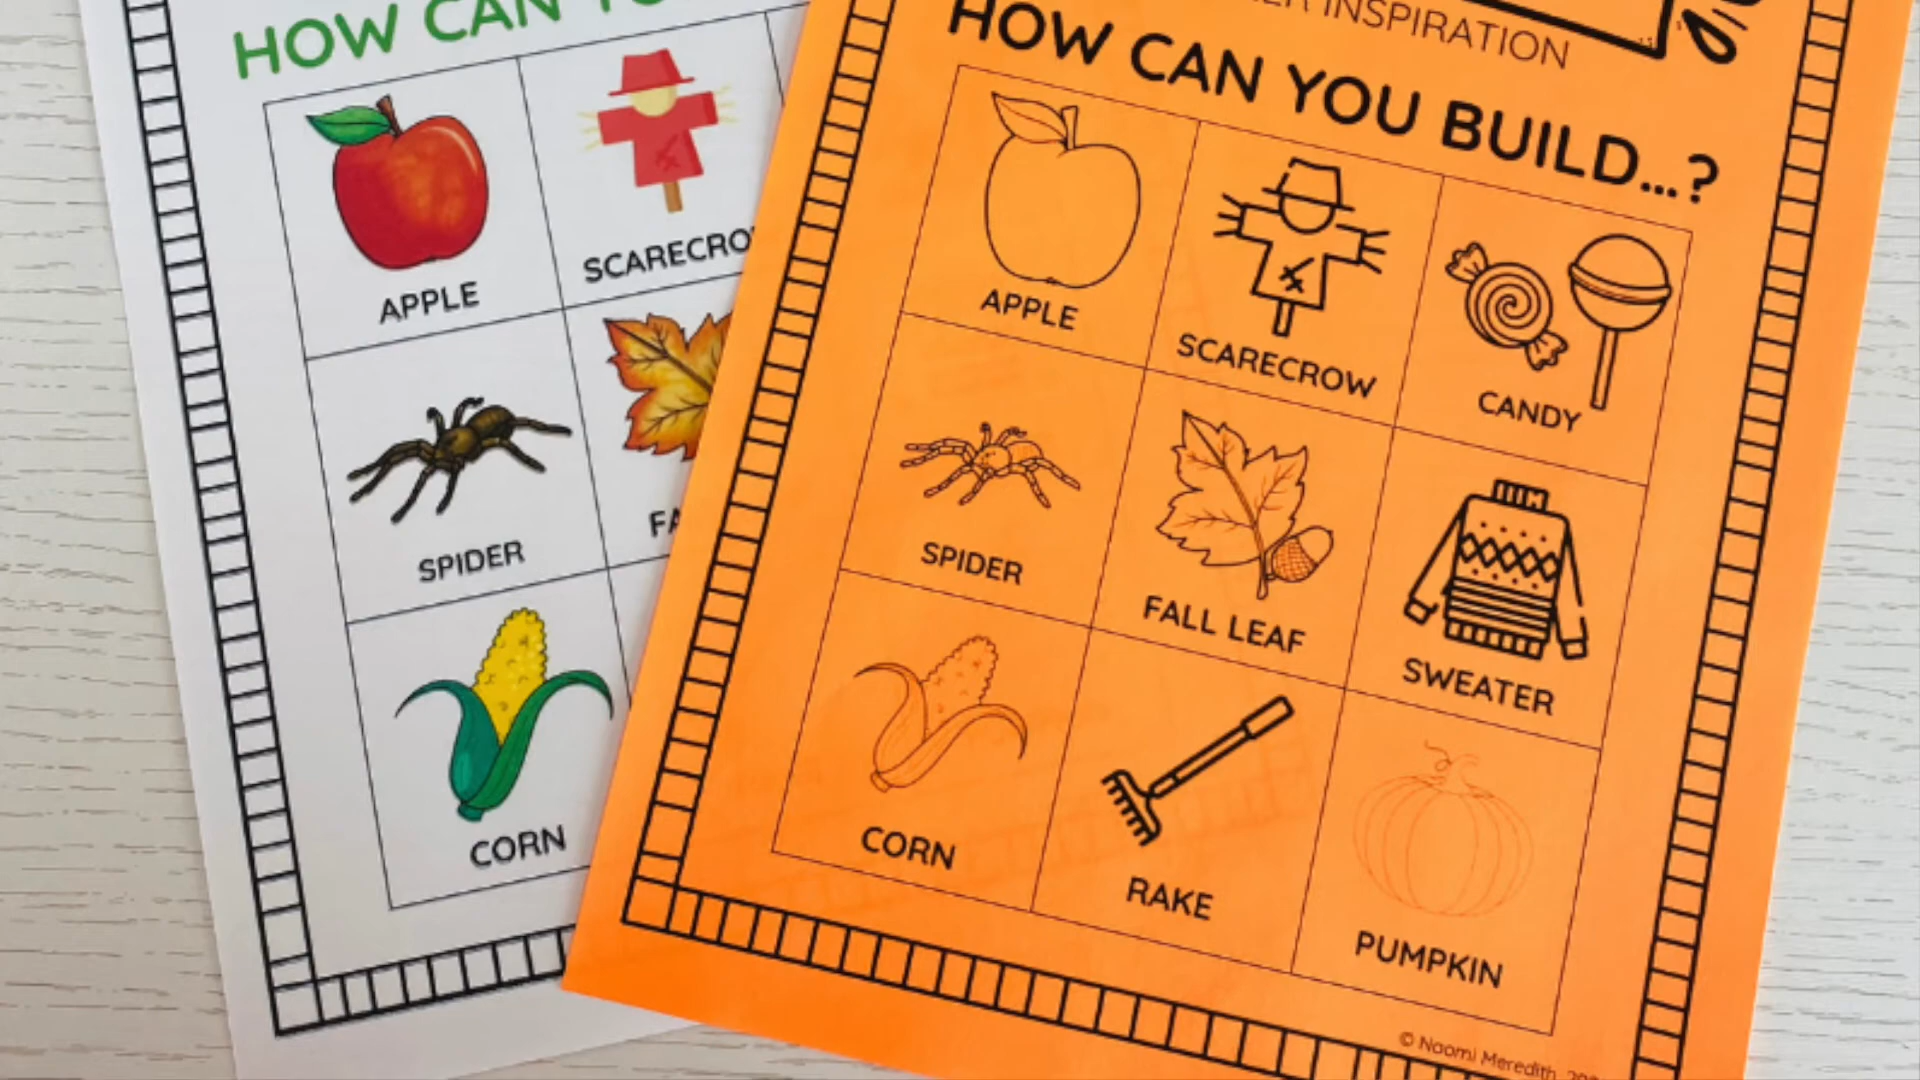 HOW CAN
APPLE
SPIDER
CORN
INSPIRATION
HOW CAN YOU BUILD...?
APPLE
SCARECROW
CANDY
SPIDER
FALL LEAF
SWEATER
CORN
RAKE
PUMPKIN
© Naomi Meredith,